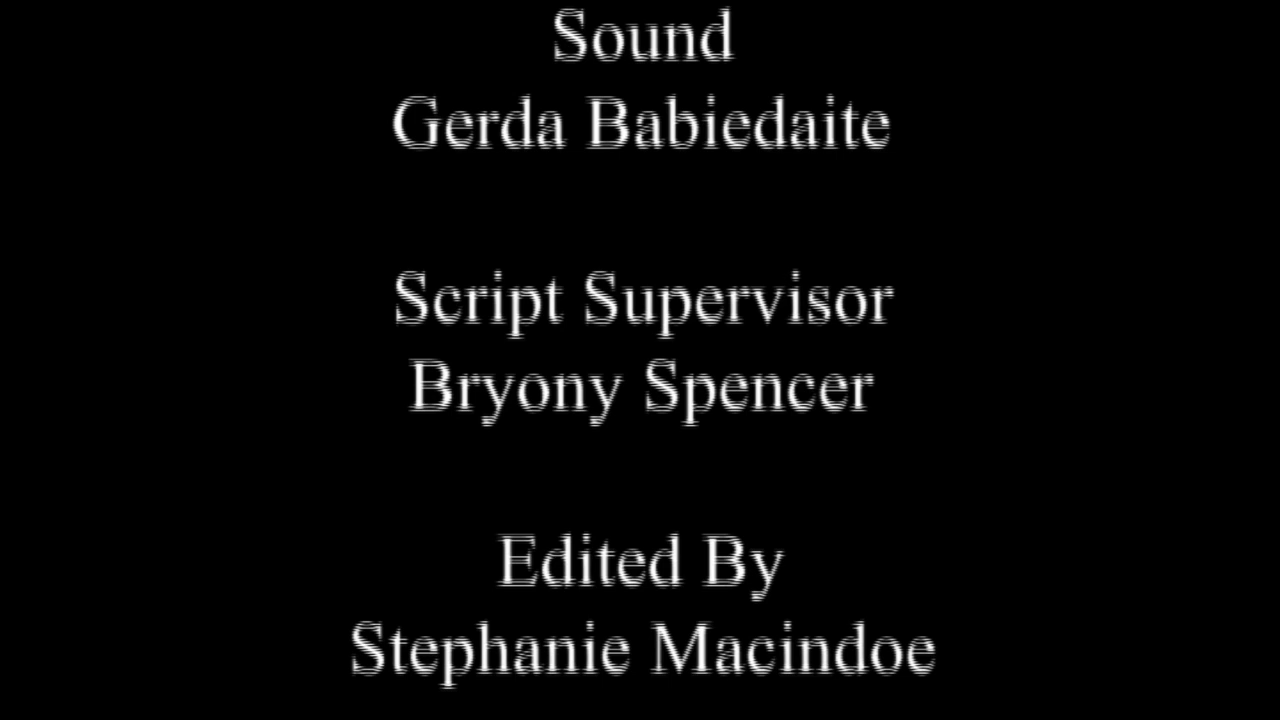 Sound
Gerda Babiedaite
Script Supervisor
Bryony Spencer
Edited By
Stephanie Macindoe